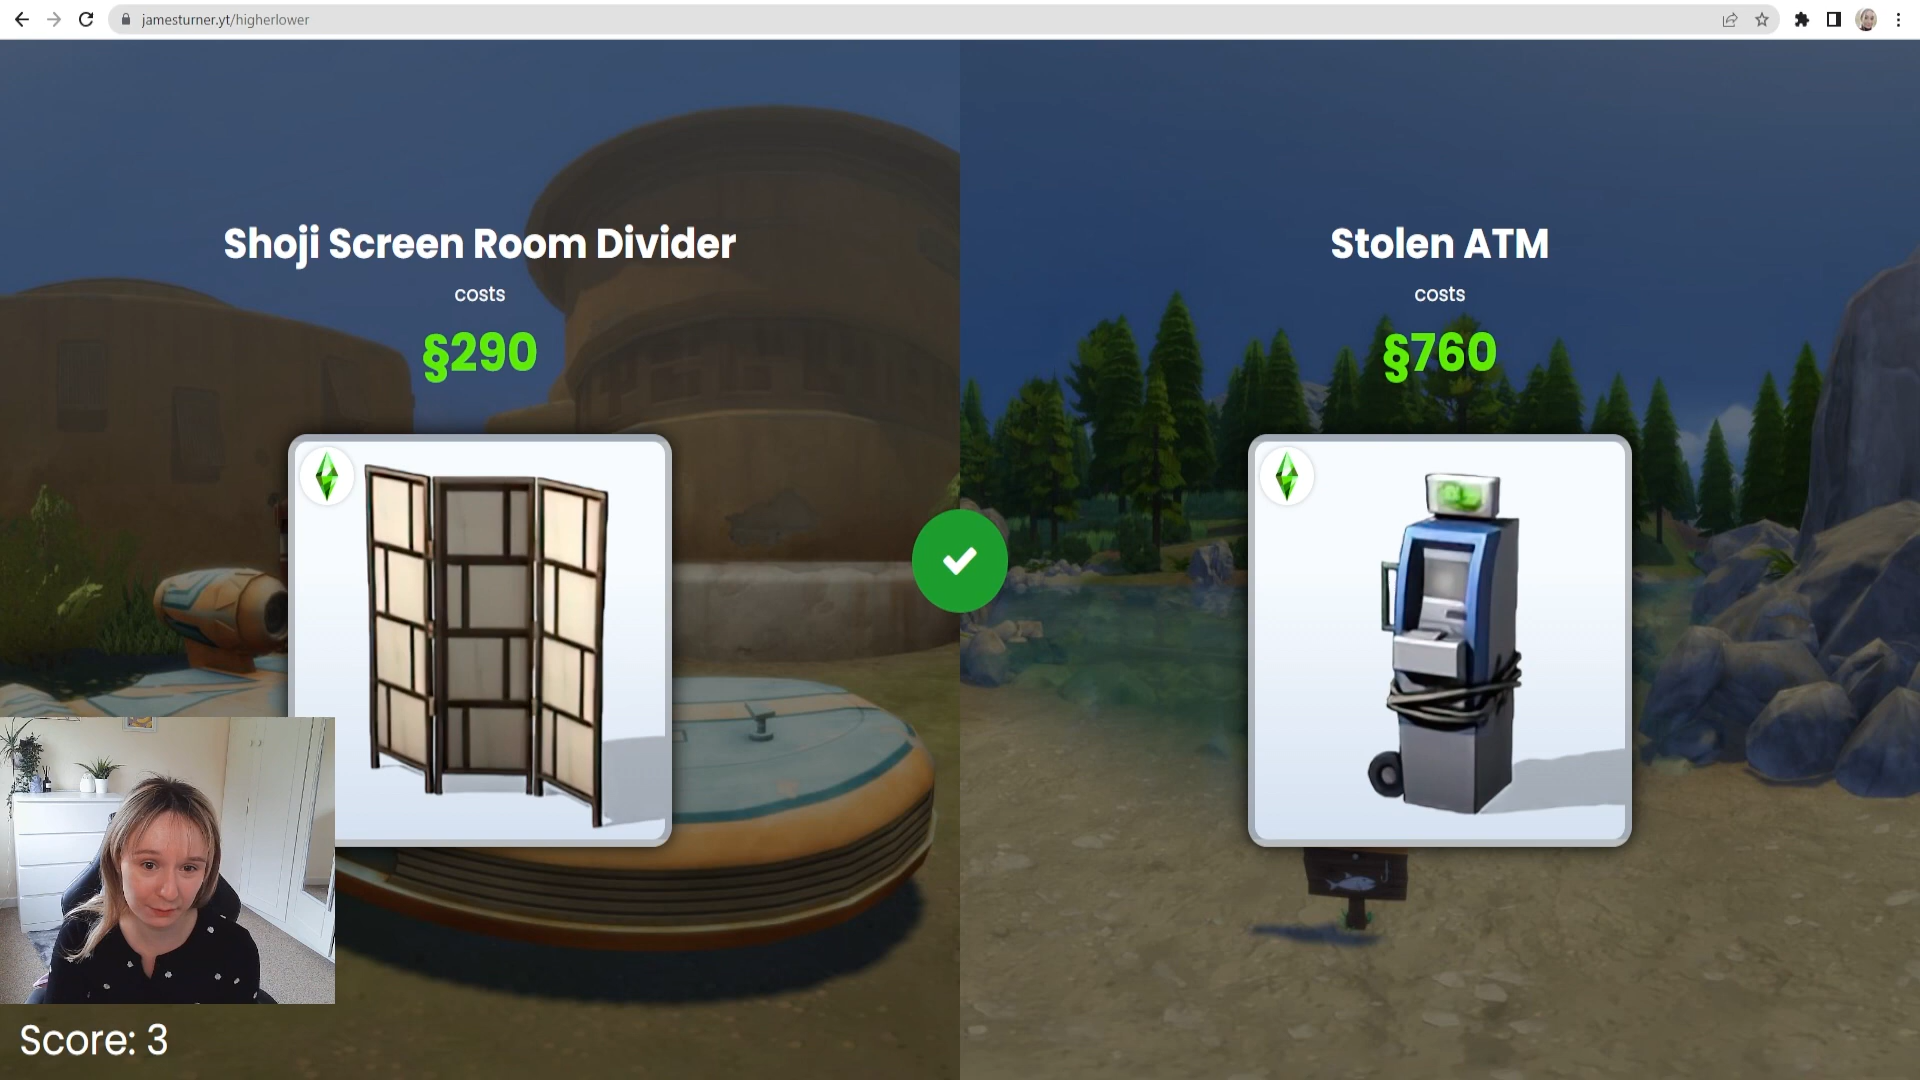 jamesturner.yt/higherlower
Shoji Screen Room Divider
costs
§290
Stolen ATM
costs
§760
Score: 3